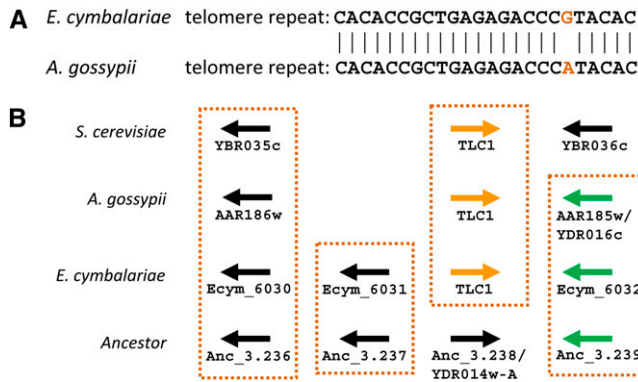 A E. cymbalariae telomere repeat: CACACCGCTGAGAGACCCGTACAC
A. gossypii telomere repeat: CACACCGCTGAGAGACCCATACAC
B
S. cerevisiae YBR035c TLC1 YBR036c
A. gossypii AAR186w TLC1 AAR185w/
YDR016c
E. cymbalariae Ecym_6030 Ecym_6031 TLC1 Ecym_6032
Ancestor Anc_3.236 Anc_3.237 Anc_3.238/ Anc_3.239
YDR014w-A